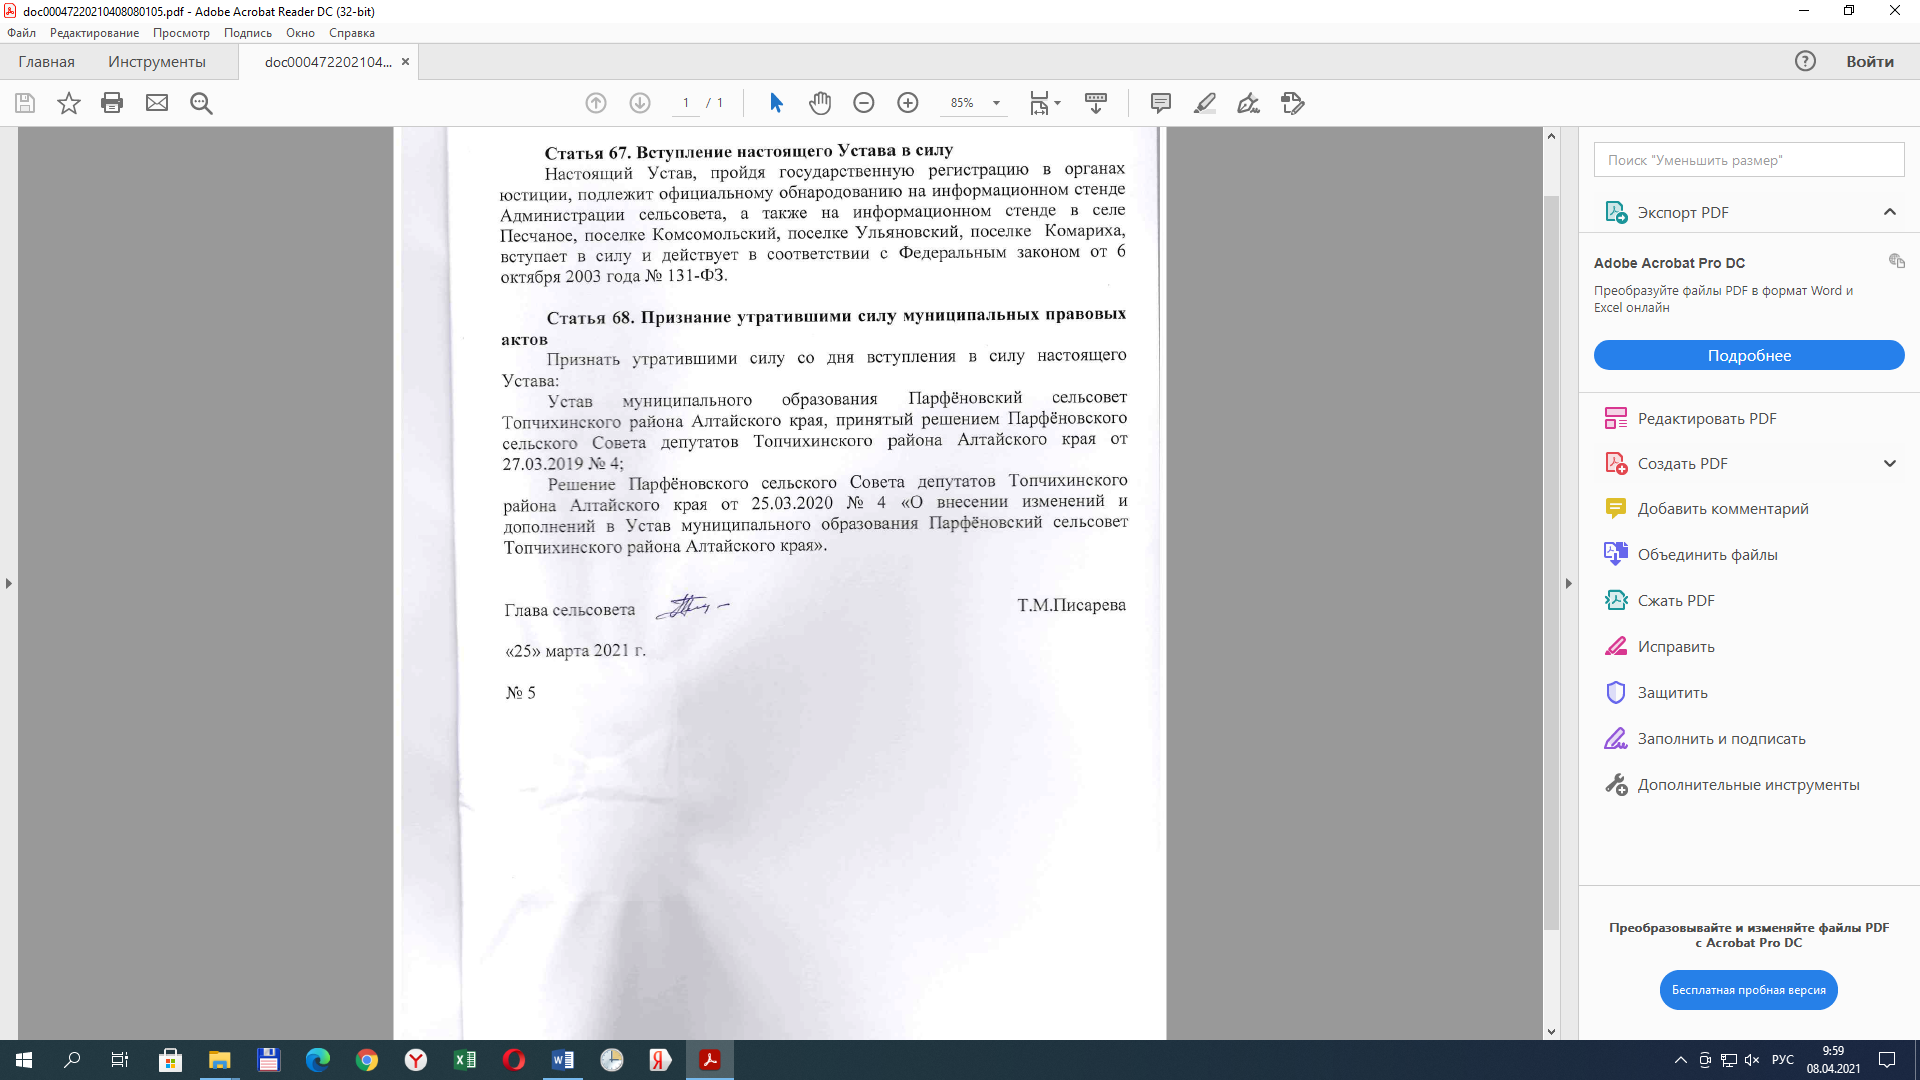 doc00047220210408080105.pdf - Adobe Acrobat Reader DC (32-bit)
Файл Редактирование Просмотр Подпись Окно Справка
Главная Инструменты doc000472202104... × Войти
1 / 1 85%
Статья 67. Вступление настоящего Устава в силу
Настоящий Устав, пройдя государственную регистрацию в органах
юстиции, подлежит официальному обнародованию на информационном стенде
Администрации сельсовета, а также на информационном стенде в селе
Песчаное, поселке Комсомольский, поселке Ульяновский, поселке Комариха,
вступает в силу и действует в соответствии с Федеральным законом от 6
октября 2003 года № 131-ФЗ.
Статья 68. Признание утратившими силу муниципальных правовых
актов
Признать утратившими силу со дня вступления в силу настоящего
Устава:
Устав муниципального образования Парфёновский сельсовет
Топчихинского района Алтайского края, принятый решением Парфёновского
сельского Совета депутатов Топчихинского района Алтайского края от
27.03.2019 № 4;
Решение Парфёновского сельского Совета депутатов Топчихинского
района Алтайского края от 25.03.2020 № 4 «О внесении изменений и
дополнений в Устав муниципального образования Парфёновский сельсовет
Топчихинского района Алтайского края».
Глава сельсовета Т.М.Писарева
«25» марта 2021 г.
№ 5
Поиск "Уменьшить размер"
Экспорт PDF
Adobe Acrobat Pro DC
Преобразуйте файлы PDF в формат Word и
Excel онлайн
Подробнее
Редактировать PDF
Создать PDF
Добавить комментарий
Объединить файлы
Сжать PDF
Исправить
Защитить
Заполнить и подписать
Дополнительные инструменты
Преобразовывайте и изменяйте файлы PDF
с Acrobat Pro DC
Бесплатная пробная версия
РУС
9:59
08.04.2021